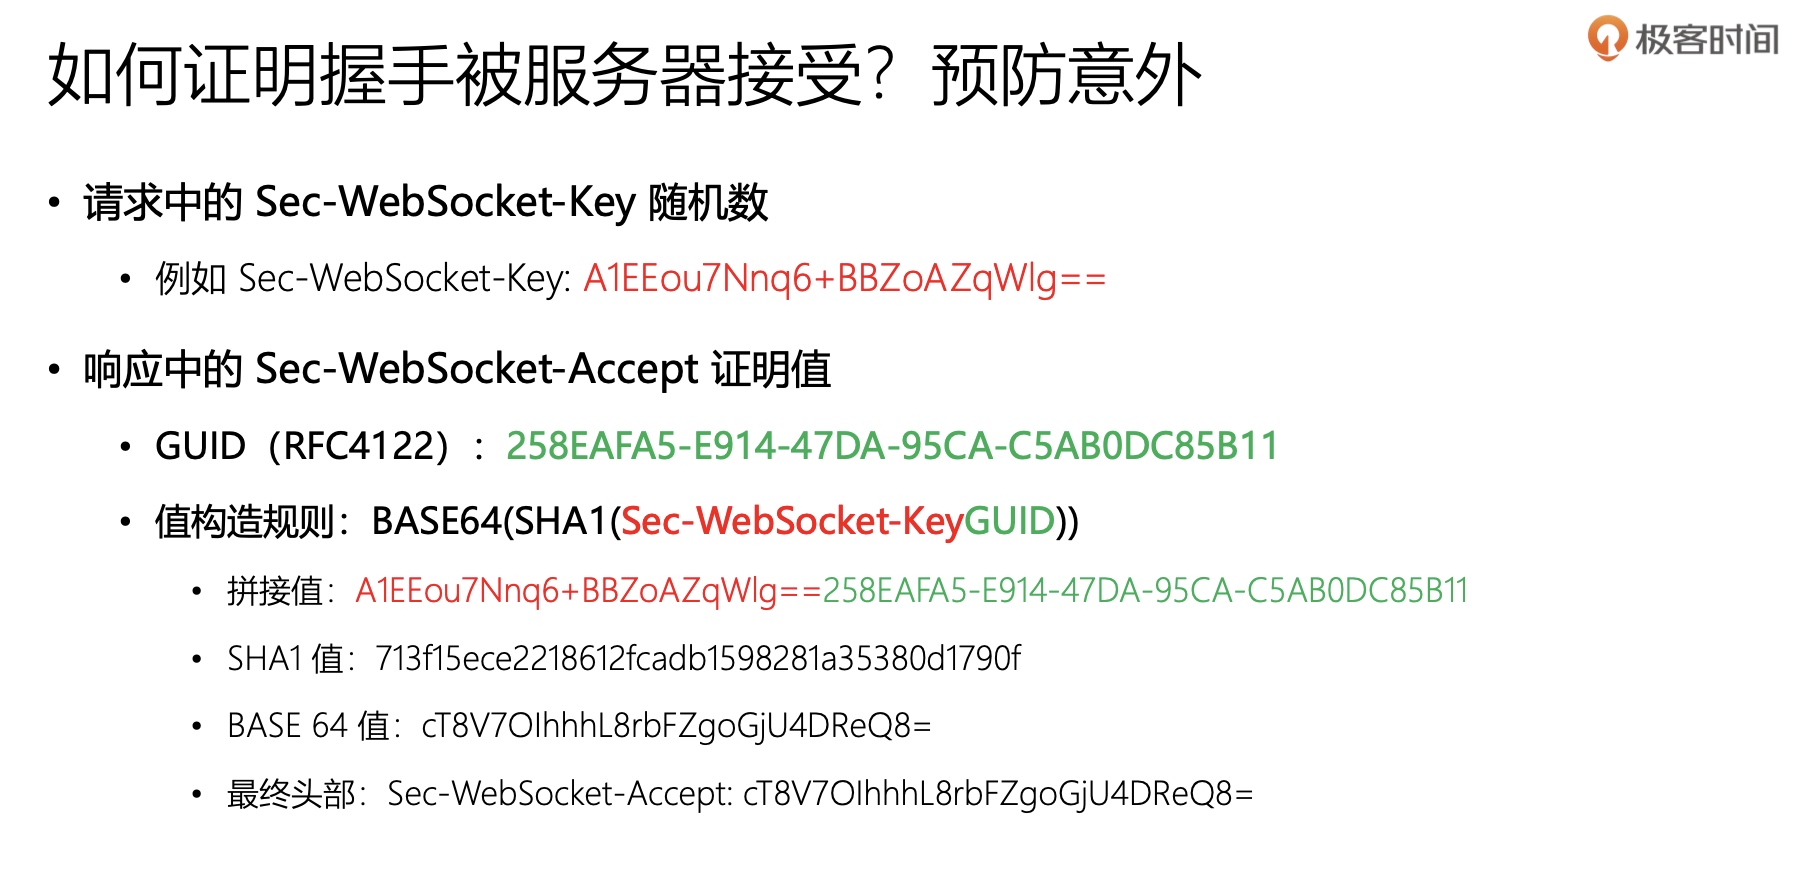 极客时间
如何证明握手被服务器接受？预防意外
• 请求中的 Sec-WebSocket-Key 随机数
• 例如 Sec-WebSocket-Key: A1EEou7Nnq6+BBZoAZqWlg==
• 响应中的 Sec-WebSocket-Accept 证明值
• GUID（RFC4122）：258EAFA5-E914-47DA-95CA-C5AB0DC85B11
• 值构造规则：BASE64(SHA1(Sec-WebSocket-KeyGUID))
• 拼接值：A1EEou7Nnq6+BBZoAZqWlg==258EAFA5-E914-47DA-95CA-C5AB0DC85B11
• SHA1 值：713f15ece2218612fcadb1598281a35380d1790f
• BASE 64 值：cT8V7OIhhhL8rbFZgoGjU4DReQ8=
• 最终头部：Sec-WebSocket-Accept: cT8V7OIhhhL8rbFZgoGjU4DReQ8=